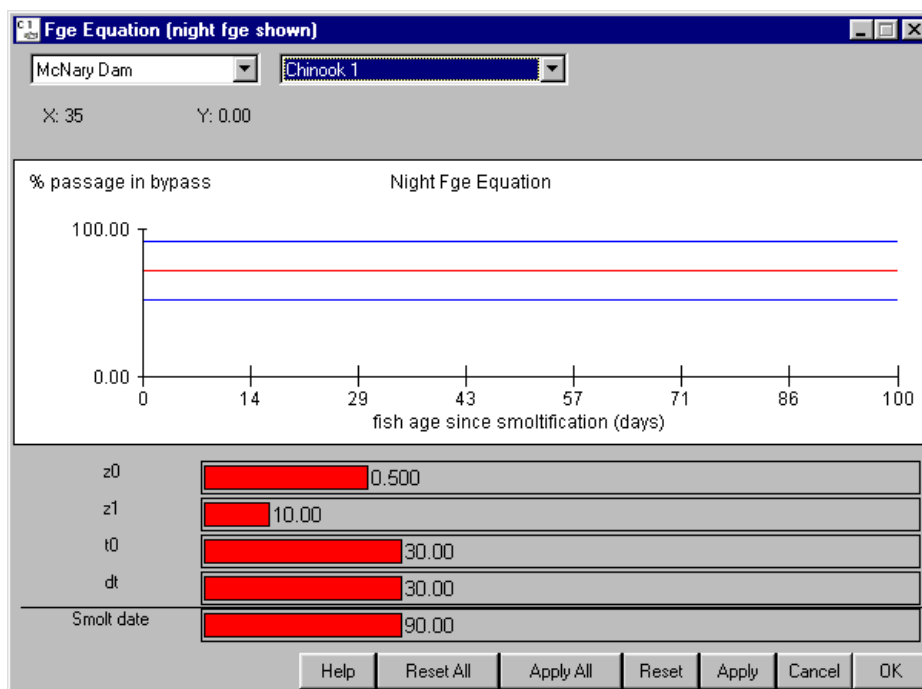 Fge Equation (night fge shown)
McNary Dam Chinook 1
X: 35 Y: 0.00
% passage in bypass Night Fge Equation
100.00
0.00
0 14 29 43 57 71 86 100
fish age since smoltification (days)
z0 0.500
z1 10.00
t0 30.00
dt 30.00
Smolt date 90.00
Help Reset All Apply All Reset Apply Cancel OK